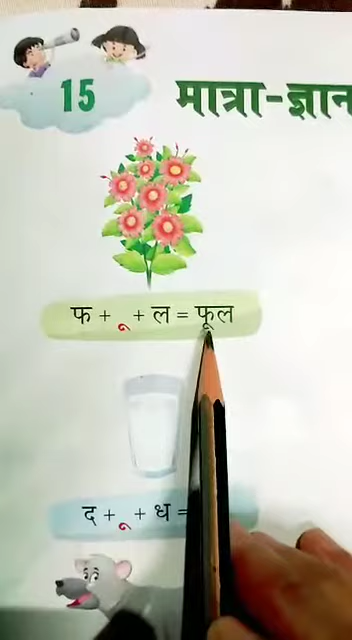 15
मात्रा-ज्ञान
फ + ू + ल = फूल
द + ू + ध =